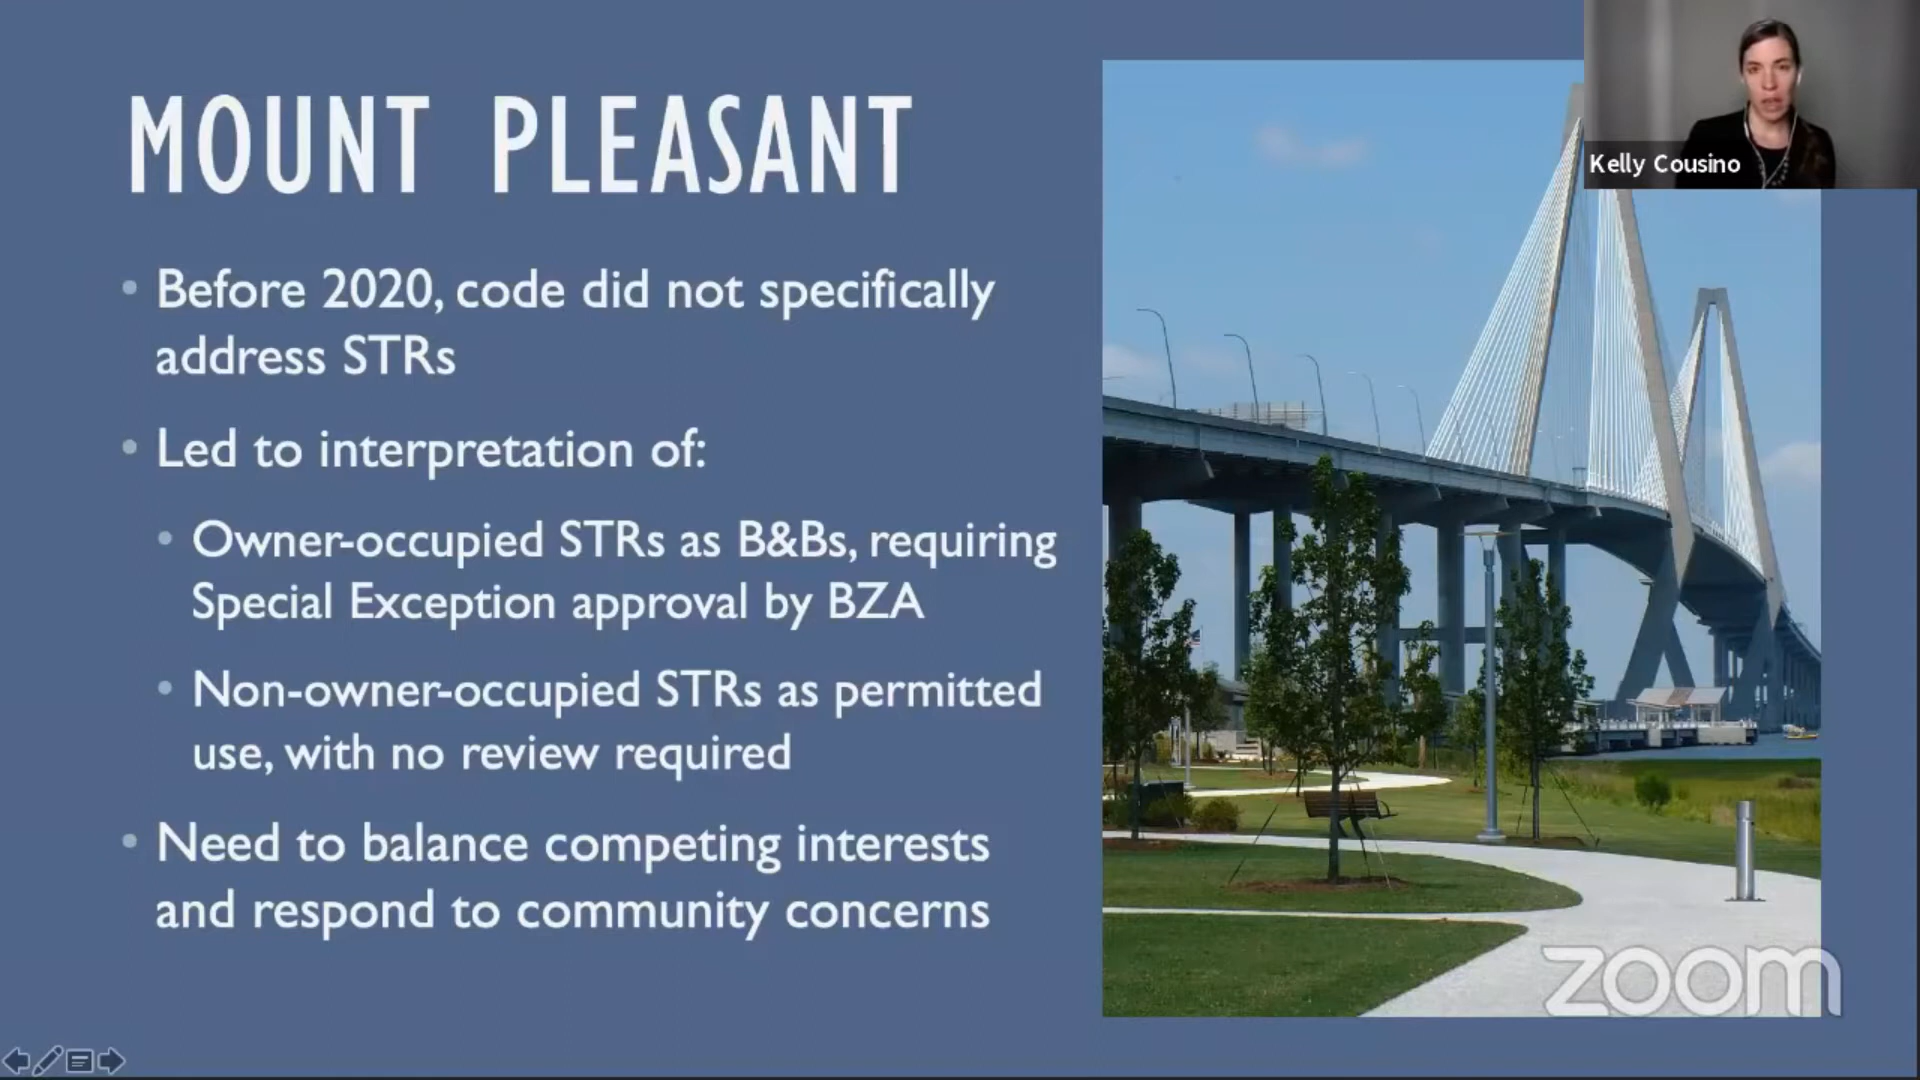 MOUNT PLEASANT
Kelly Cousino
• Before 2020, code did not specifically
address STRs
• Led to interpretation of:
• Owner-occupied STRs as B&Bs, requiring
Special Exception approval by BZA
• Non-owner-occupied STRs as permitted
use, with no review required
• Need to balance competing interests
and respond to community concerns
zoom